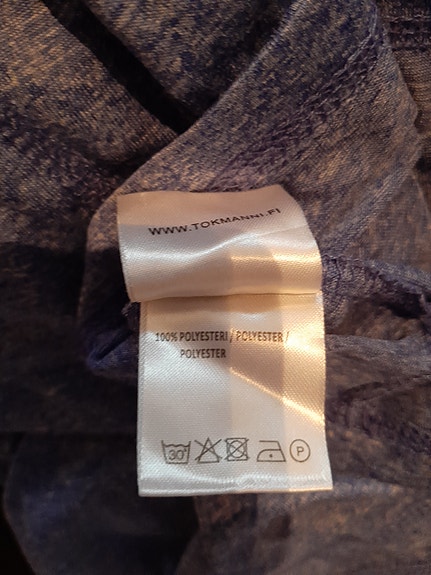 WWW.TOKMANNI.FI
100% POLYESTERI / POLYESTER /
POLYESTER
30°
P